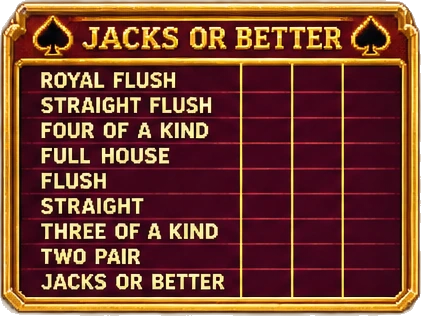 JACKS OR BETTER
ROYAL FLUSH
STRAIGHT FLUSH
FOUR OF A KIND
FULL HOUSE
FLUSH
STRAIGHT
THREE OF A KIND
TWO PAIR
JACKS OR BETTER